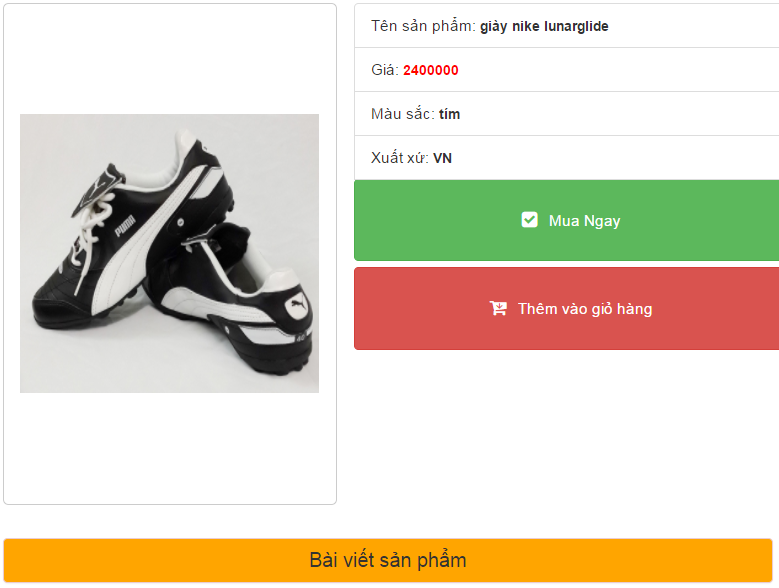 Tên sản phẩm: giày nike lunarglide
Giá: 2400000
Màu sắc: tím
Xuất xứ: VN
PUMA
Mua Ngay
Thêm vào giỏ hàng
Bài viết sản phẩm